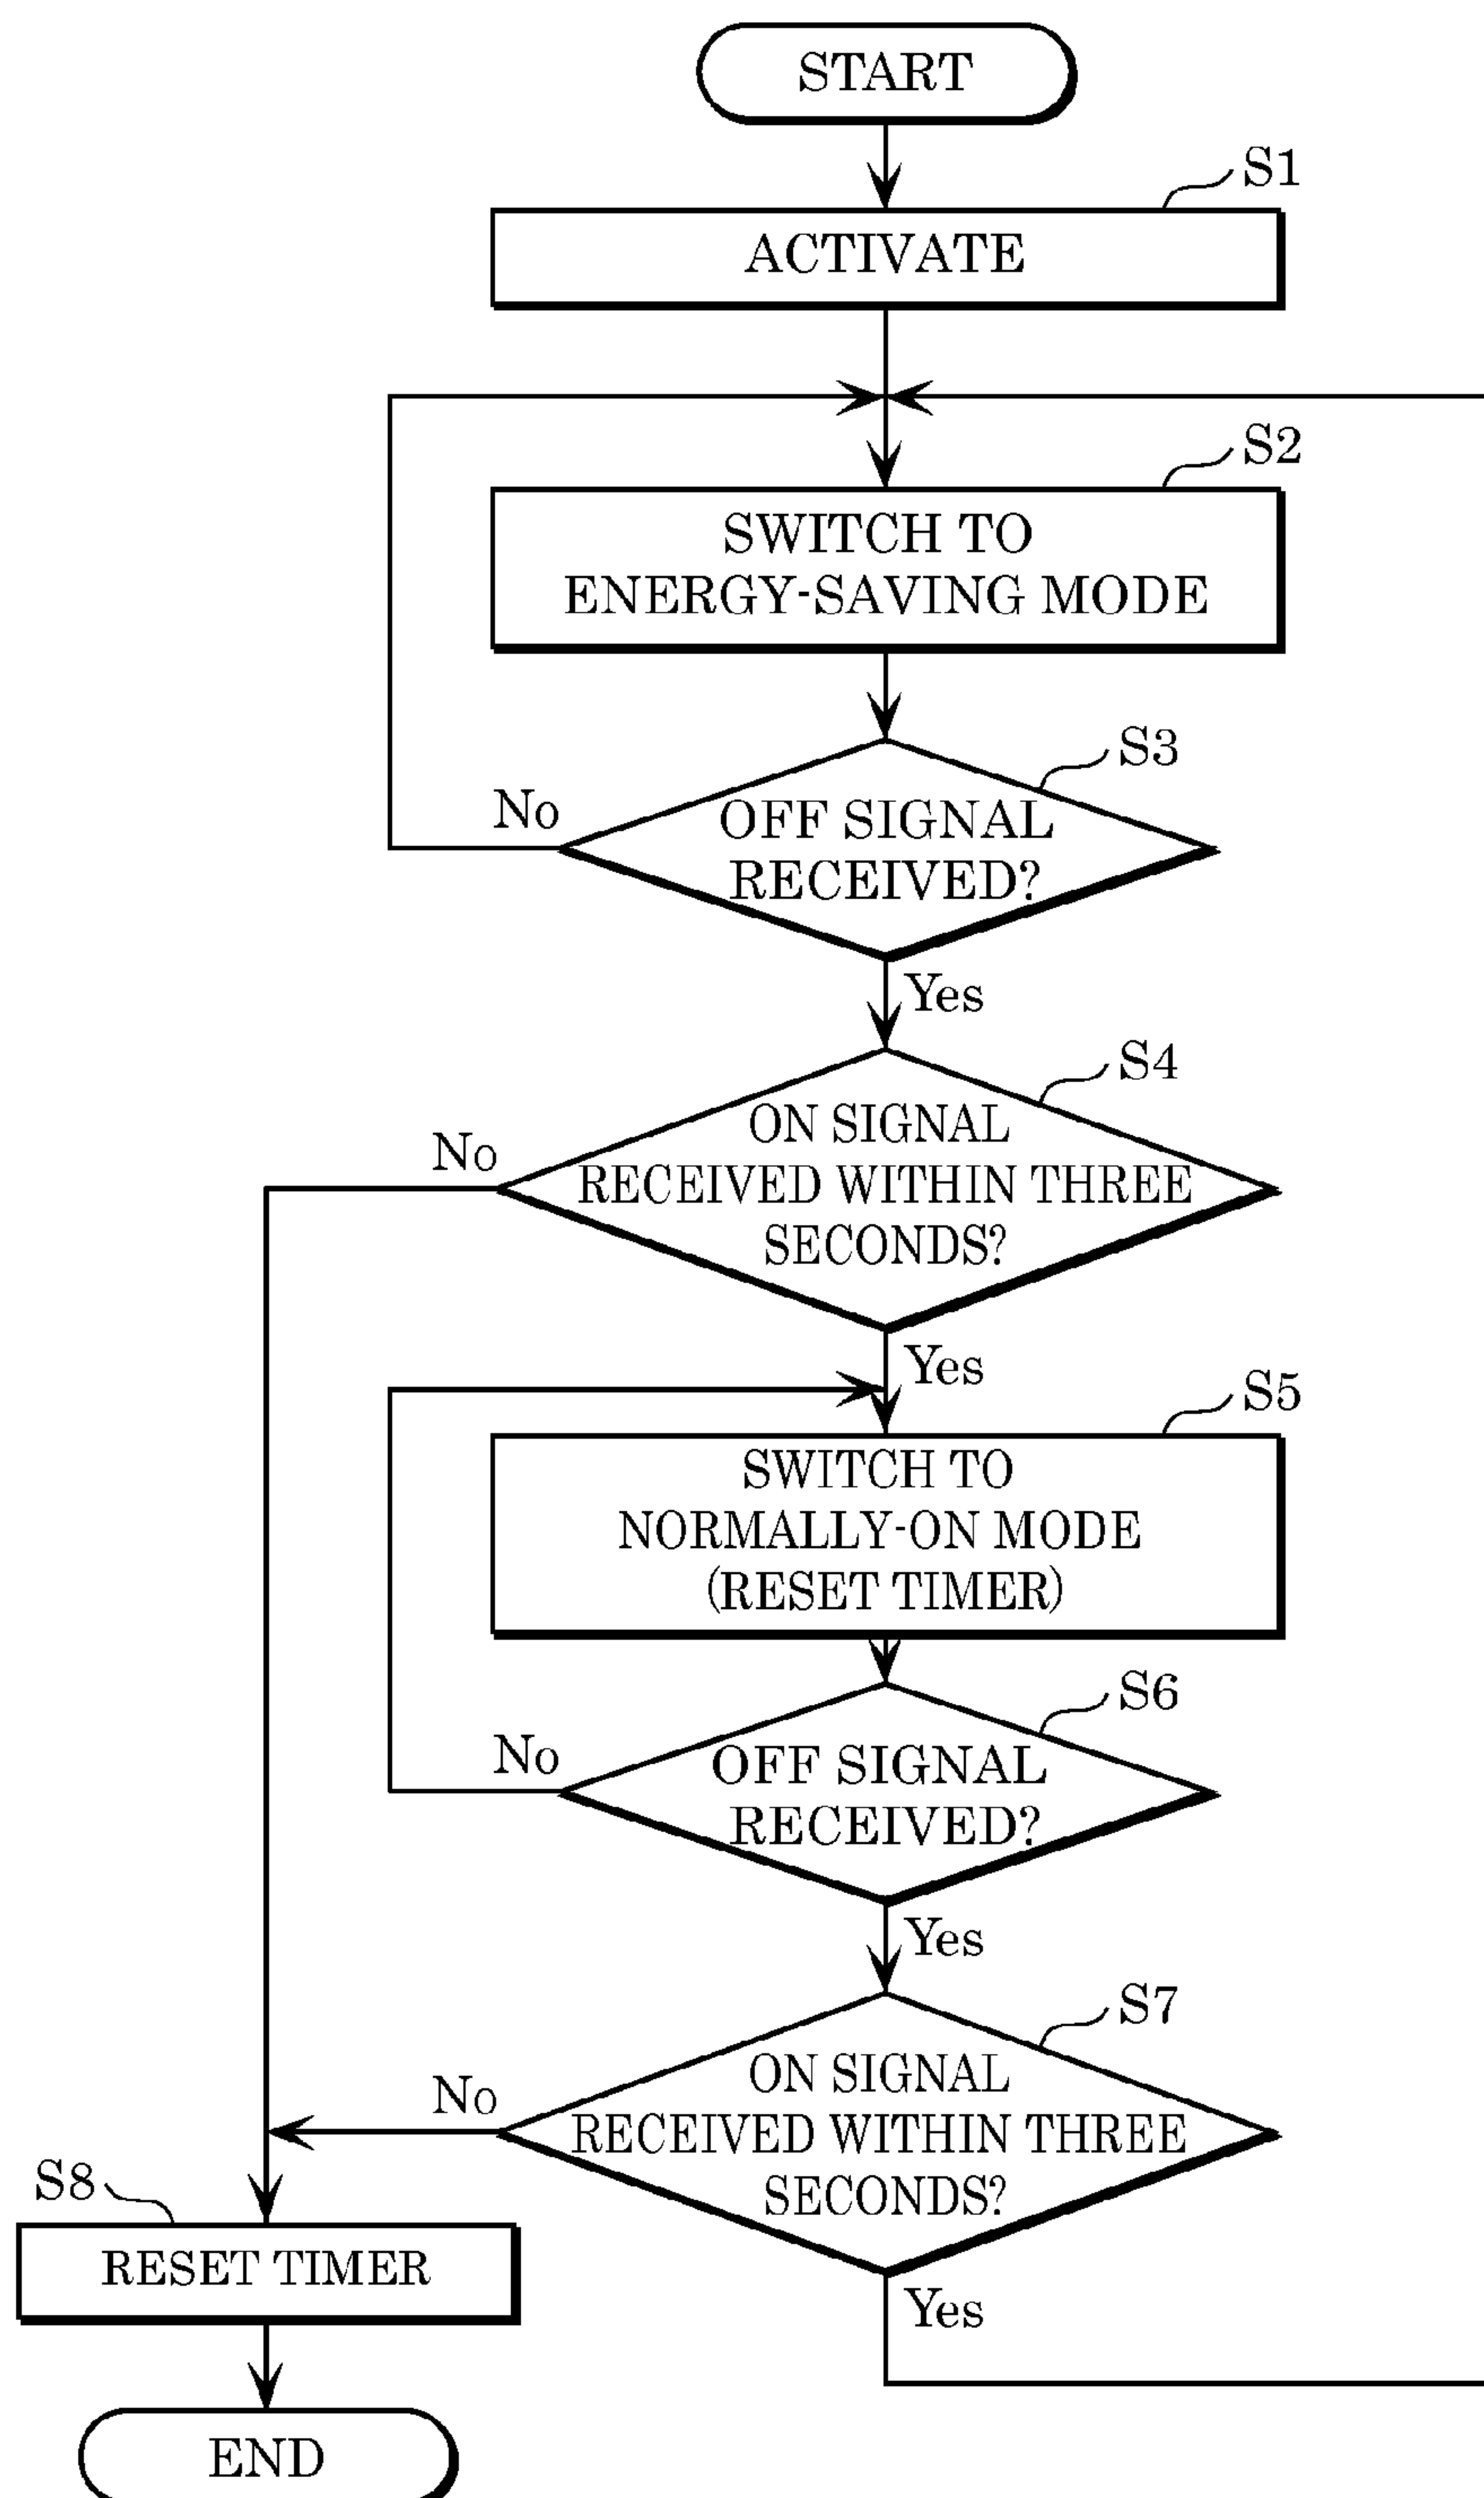 START
S1
ACTIVATE
S2
SWITCH TO
ENERGY-SAVING MODE
S3
No
OFF SIGNAL
RECEIVED?
Yes
S4
No
ON SIGNAL
RECEIVED WITHIN THREE
SECONDS?
Yes
S5
SWITCH TO
NORMALLY-ON MODE
(RESET TIMER)
S6
No
OFF SIGNAL
RECEIVED?
Yes
S7
No
ON SIGNAL
RECEIVED WITHIN THREE
SECONDS?
S8
RESET TIMER
Yes
END